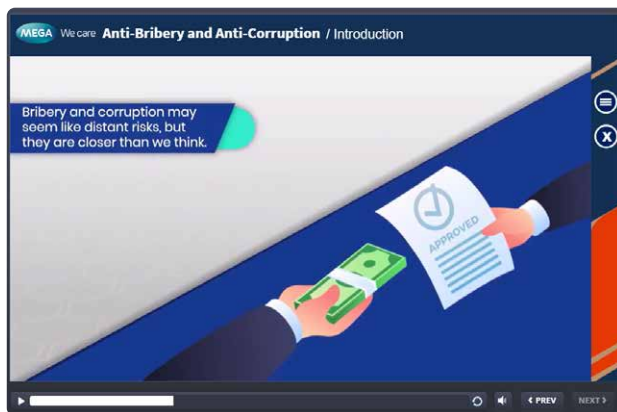 MEGA We care Anti-Bribery and Anti-Corruption / Introduction
Bribery and corruption may
seem like distant risks, but
they are closer than we think.
APPROVED
X
PREV NEXT